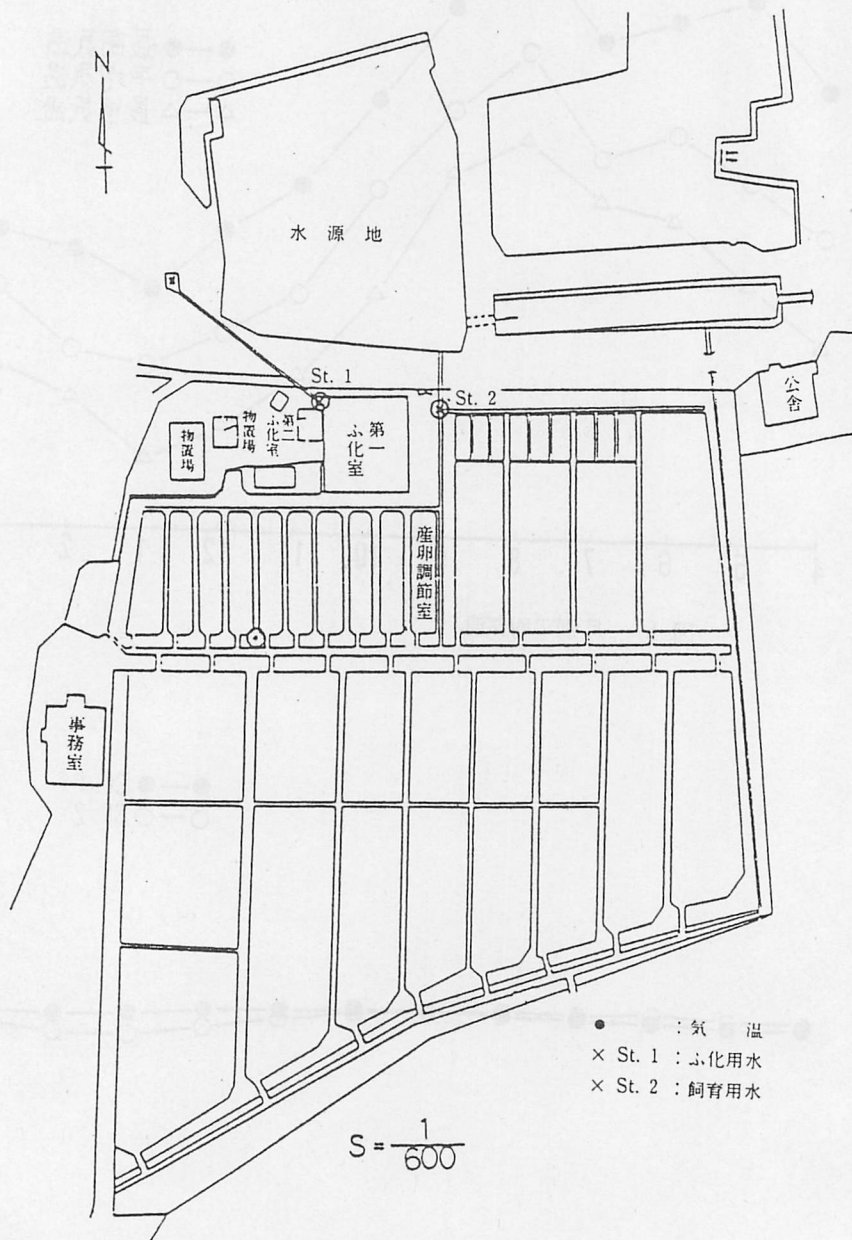 N
水源地
St. 1
St. 2
公舎
物置場
物置場
第二
ふ化室
第一
ふ化室
産卵調節室
事務室
● : 気温
× St. 1 : ふ化用水
× St. 2 : 飼育用水
S = 1/600